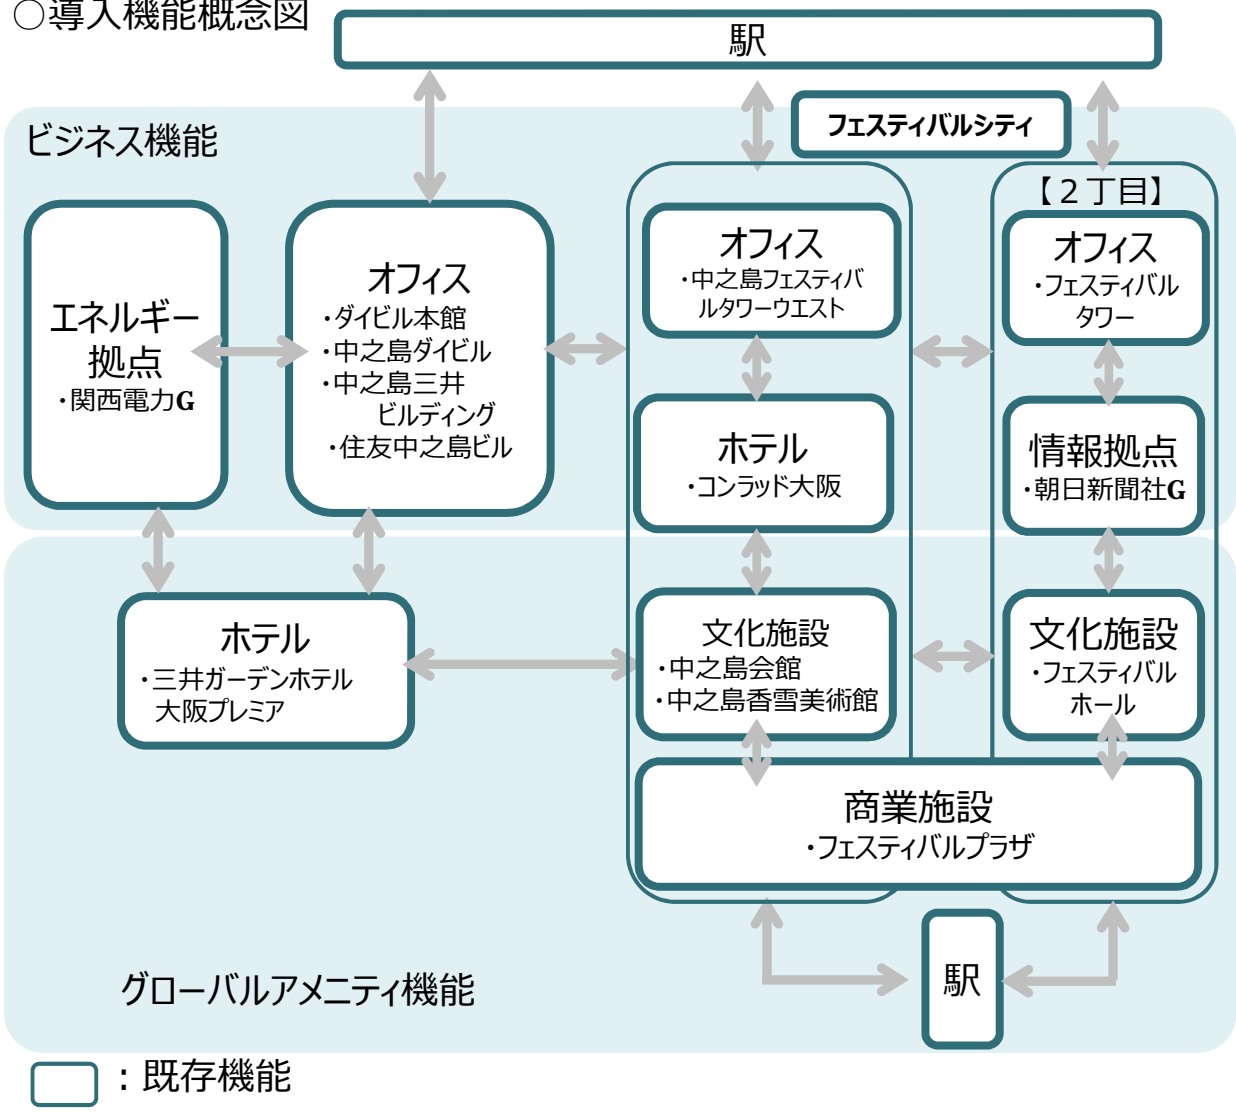 ○導入機能概念図
駅
フェスティバルシティ
ビジネス機能
エネルギー
拠点
・関西電力G
オフィス
・ダイビル本館
・中之島ダイビル
・中之島三井
ビルディング
・住友中之島ビル
オフィス
・中之島フェスティバ
ルタワーウエスト
ホテル
・コンラッド大阪
【２丁目】
オフィス
・フェスティバル
タワー
情報拠点
・朝日新聞社G
ホテル
・三井ガーデンホテル
大阪プレミア
文化施設
・中之島会館
・中之島香雪美術館
文化施設
・フェスティバル
ホール
商業施設
・フェスティバルプラザ
グローバルアメニティ機能
駅
：既存機能